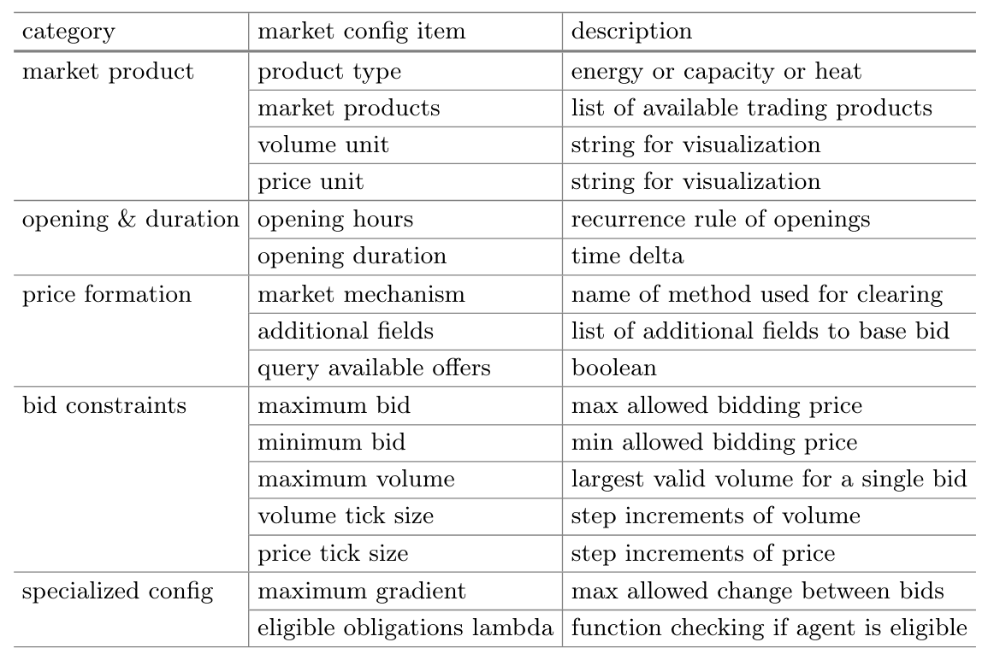 category market config item description
market product product type energy or capacity or heat
market products list of available trading products
volume unit string for visualization
price unit string for visualization
opening & duration opening hours recurrence rule of openings
opening duration time delta
price formation market mechanism name of method used for clearing
additional fields list of additional fields to base bid
query available offers boolean
bid constraints maximum bid max allowed bidding price
minimum bid min allowed bidding price
maximum volume largest valid volume for a single bid
volume tick size step increments of volume
price tick size step increments of price
specialized config maximum gradient max allowed change between bids
eligible obligations lambda function checking if agent is eligible